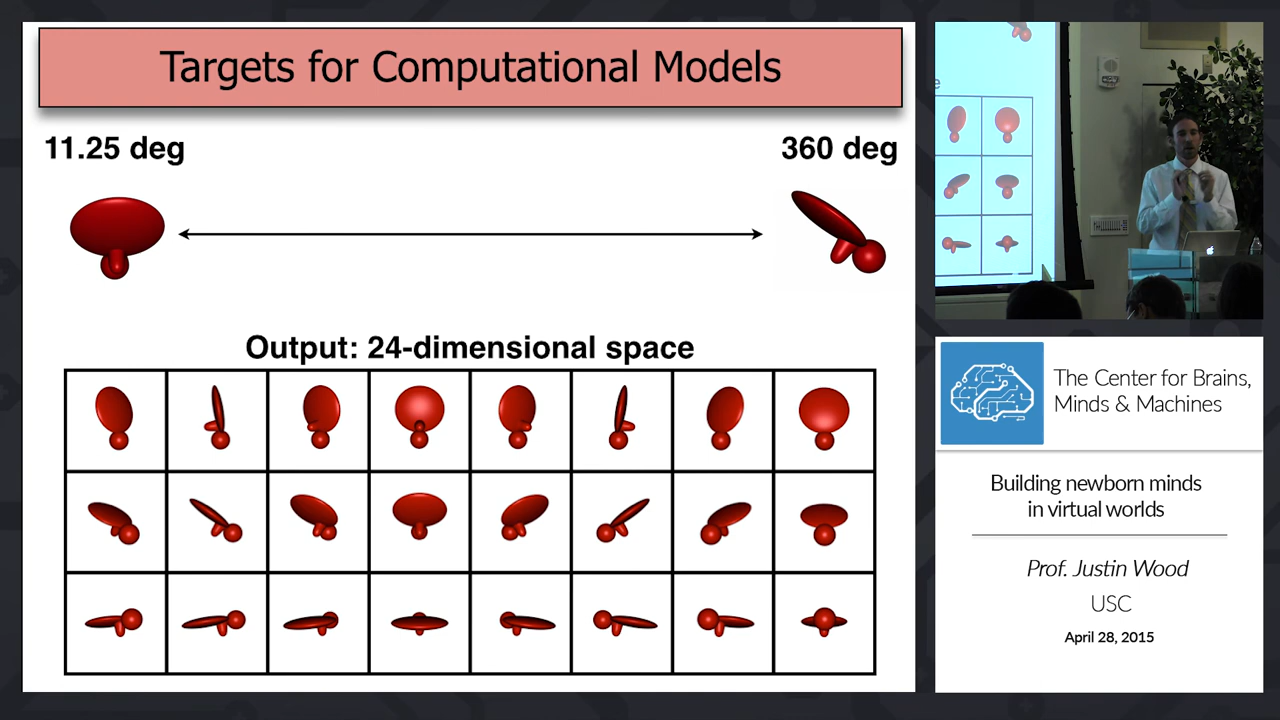 Targets for Computational Models
11.25 deg
360 deg
Output: 24-dimensional space
The Center for Brains,
Minds & Machines
Building newborn minds
in virtual worlds
Prof. Justin Wood
USC
April 28, 2015